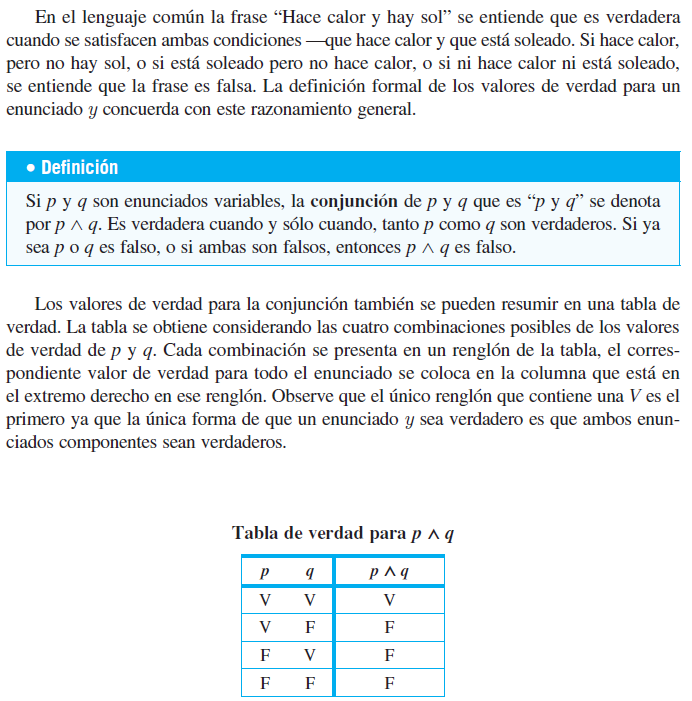 En el lenguaje común la frase “Hace calor y hay sol” se entiende que es verdadera
cuando se satisfacen ambas condiciones —que hace calor y que está soleado. Si hace calor,
pero no hay sol, o si está soleado pero no hace calor, o si ni hace calor ni está soleado,
se entiende que la frase es falsa. La definición formal de los valores de verdad para un
enunciado y concuerda con este razonamiento general.
• Definición
Si p y q son enunciados variables, la conjunción de p y q que es “p y q” se denota
por p ∧ q. Es verdadera cuando y sólo cuando, tanto p como q son verdaderos. Si ya
sea p o q es falso, o si ambas son falsos, entonces p ∧ q es falso.
Los valores de verdad para la conjunción también se pueden resumir en una tabla de
verdad. La tabla se obtiene considerando las cuatro combinaciones posibles de los valores
de verdad de p y q. Cada combinación se presenta en un renglón de la tabla, el corres-
pondiente valor de verdad para todo el enunciado se coloca en la columna que está en
el extremo derecho en ese renglón. Observe que el único renglón que contiene una V es el
primero ya que la única forma de que un enunciado y sea verdadero es que ambos enun-
ciados componentes sean verdaderos.
Tabla de verdad para p ∧ q
p q p ∧ q
V V V
V F F
F V F
F F F